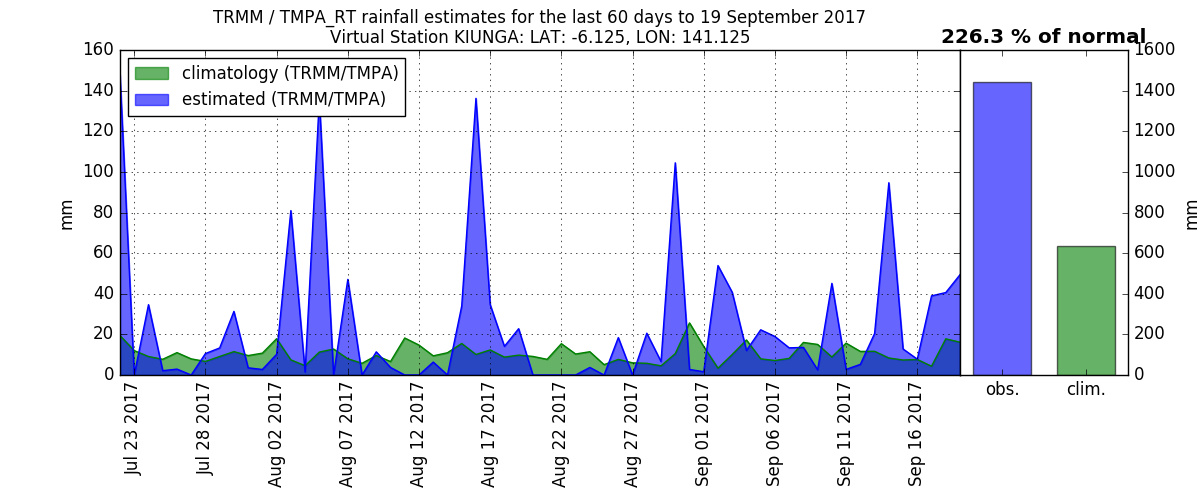 TRMM / TMPA_RT rainfall estimates for the last 60 days to 19 September 2017
Virtual Station KIUNGA: LAT: -6.125, LON: 141.125
226.3 % of normal
climatology (TRMM/TMPA)
estimated (TRMM/TMPA)
160
140
120
100
80
60
40
20
0
mm
1600
1400
1200
1000
800
600
400
200
0
mm
Jul 23 2017
Jul 28 2017
Aug 02 2017
Aug 07 2017
Aug 12 2017
Aug 17 2017
Aug 22 2017
Aug 27 2017
Sep 01 2017
Sep 06 2017
Sep 11 2017
Sep 16 2017
obs.
clim.